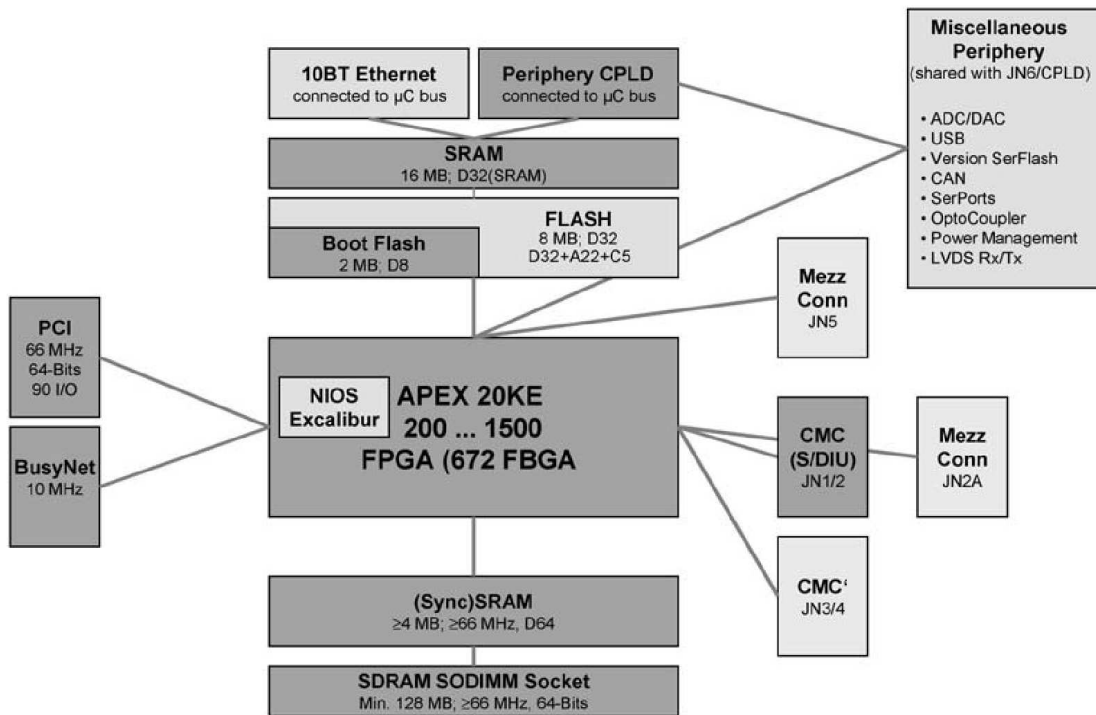 10BT Ethernet
connected to µC bus
Periphery CPLD
connected to µC bus
Miscellaneous
Periphery
(shared with JN6/CPLD)
• ADC/DAC
• USB
• Version SerFlash
• CAN
• SerPorts
• OptoCoupler
• Power Management
• LVDS Rx/Tx
SRAM
16 MB; D32(SRAM)
FLASH
8 MB; D32
D32+A22+C5
Boot Flash
2 MB; D8
Mezz
Conn
JN5
PCI
66 MHz
64-Bits
90 I/O
BusyNet
10 MHz
NIOS
Excalibur
APEX 20KE
200 ... 1500
FPGA (672 FBGA
CMC
(S/DIU)
JN1/2
Mezz
Conn
JN2A
CMC‘
JN3/4
(Sync)SRAM
≥4 MB; ≥66 MHz, D64
SDRAM SODIMM Socket
Min. 128 MB; ≥66 MHz, 64-Bits